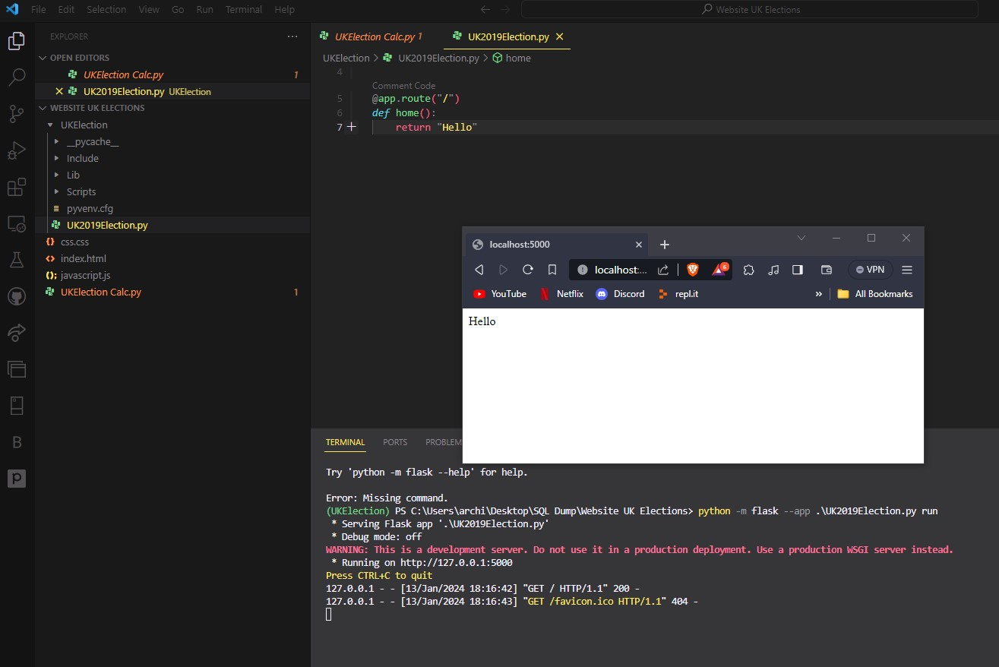 File Edit Selection View Go Run Terminal Help
Website UK Elections
EXPLORER
OPEN EDITORS
UKElection Calc.py 1
UK2019Election.py UKElection
WEBSITE UK ELECTIONS
UKElection
__pycache__
Include
Lib
Scripts
pyvenv.cfg
UK2019Election.py
css.css
index.html
javascript.js
UKElection Calc.py 1
UKElection Calc.py 1
UK2019Election.py
UKElection > UK2019Election.py > home
4
Comment Code
5 @app.route("/")
6 def home():
7 return "Hello"
localhost:5000
localhost:...
6
VPN
YouTube Netflix Discord repl.it » All Bookmarks
Hello
TERMINAL PORTS PROBLEM
Try 'python -m flask --help' for help.
Error: Missing command.
(UKElection) PS C:\Users\archi\Desktop\SQL Dump\Website UK Elections> python -m flask --app .\UK2019Election.py run
* Serving Flask app '.\UK2019Election.py'
* Debug mode: off
WARNING: This is a development server. Do not use it in a production deployment. Use a production WSGI server instead.
* Running on http://127.0.0.1:5000
Press CTRL+C to quit
127.0.0.1 - - [13/Jan/2024 18:16:42] "GET / HTTP/1.1" 200 -
127.0.0.1 - - [13/Jan/2024 18:16:43] "GET /favicon.ico HTTP/1.1" 404 -
B
p